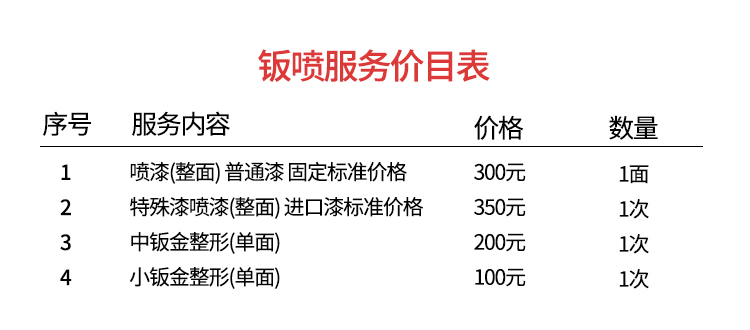 钣喷服务价目表
序号 服务内容 价格 数量
1 喷漆(整面) 普通漆 固定标准价格 300元 1面
2 特殊漆喷漆(整面) 进口漆标准价格 350元 1次
3 中钣金整形(单面) 200元 1次
4 小钣金整形(单面) 100元 1次